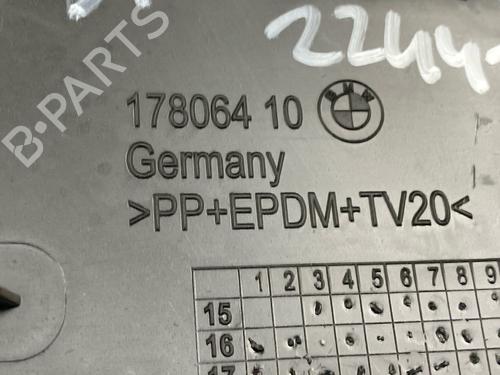 2244
178064 10 BMW
Germany
>PP+EPDM+TV20<
1 2 3 4 5 6 7 8 9
15
16
17
B-PARTS